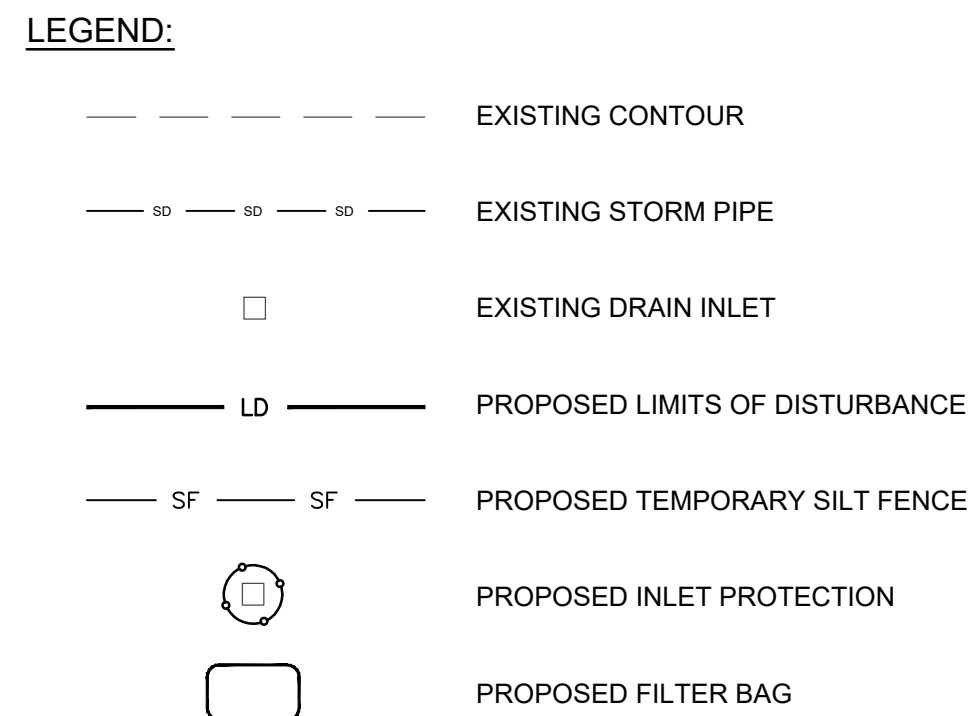 LEGEND:
EXISTING CONTOUR
SD SD SD EXISTING STORM PIPE
EXISTING DRAIN INLET
LD PROPOSED LIMITS OF DISTURBANCE
SF SF PROPOSED TEMPORARY SILT FENCE
PROPOSED INLET PROTECTION
PROPOSED FILTER BAG